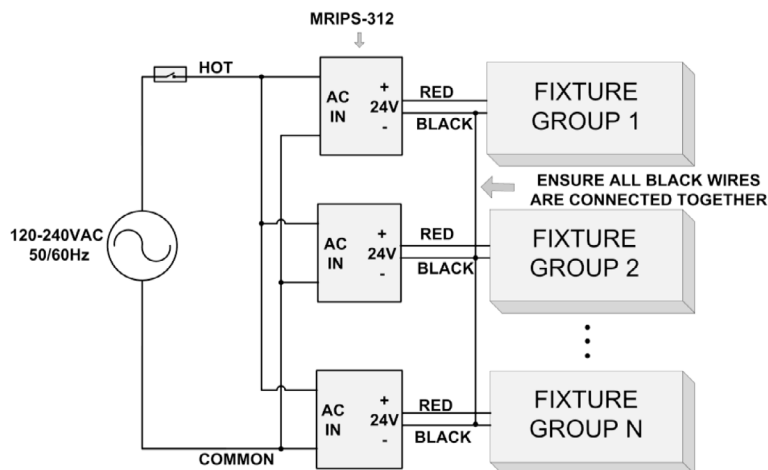 MRIPS-312
HOT
AC
IN
+
24V
-
RED
BLACK
FIXTURE
GROUP 1
ENSURE ALL BLACK WIRES
ARE CONNECTED TOGETHER
120-240VAC
50/60Hz
AC
IN
+
24V
-
RED
BLACK
FIXTURE
GROUP 2
AC
IN
+
24V
-
RED
BLACK
FIXTURE
GROUP N
COMMON